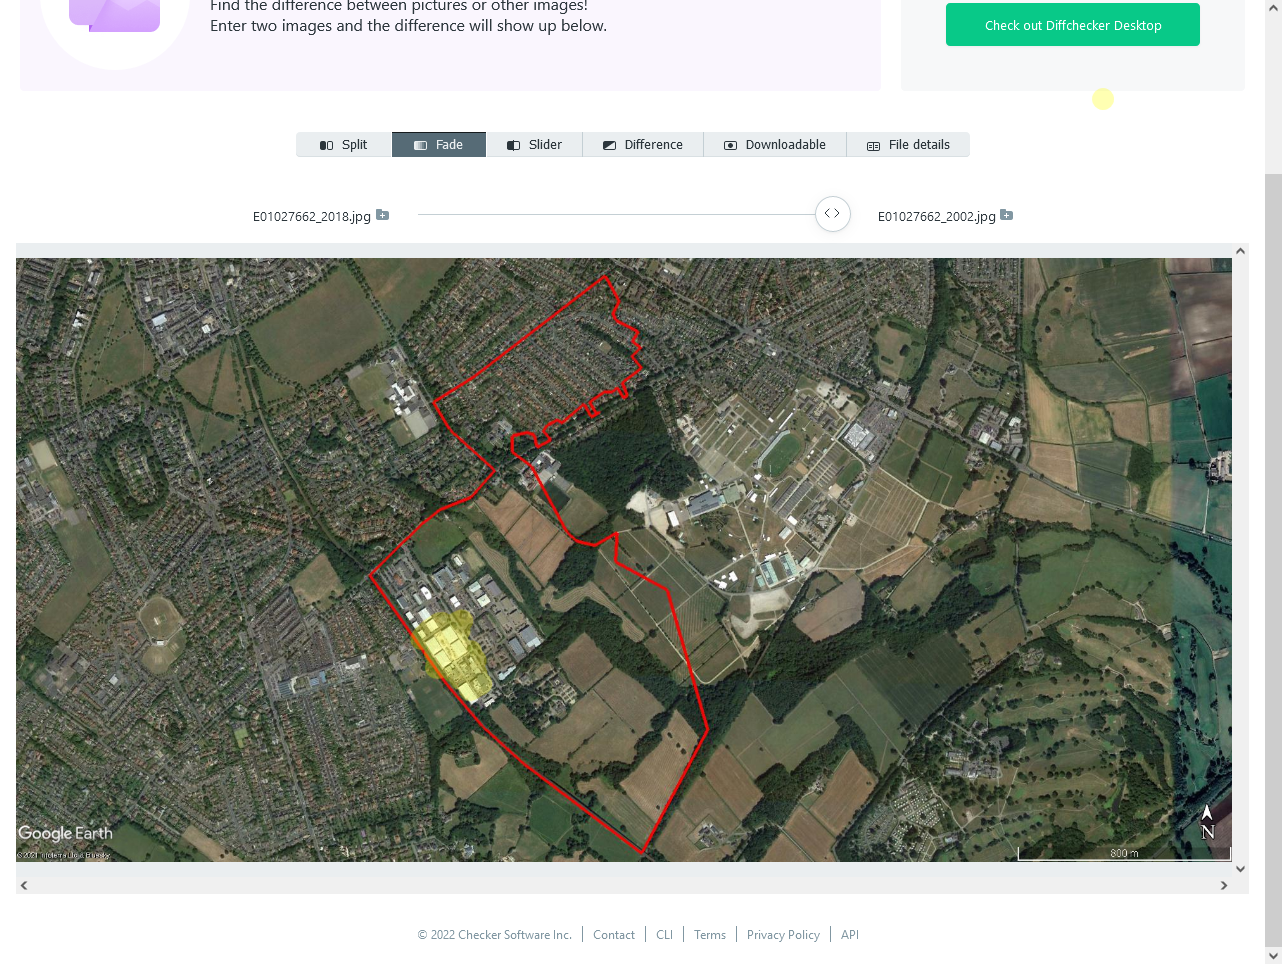 Find the difference between pictures or other images!
Enter two images and the difference will show up below.
Check out Diffchecker Desktop
Split
Fade
Slider
Difference
Downloadable
File details
E01027662_2018.jpg
E01027662_2002.jpg
Google Earth
N
800 m
© 2022 Checker Software Inc.
Contact
CLI
Terms
Privacy Policy
API